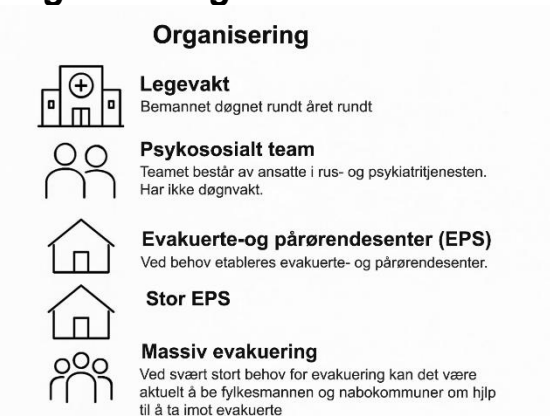 Organisering
Legevakt
Bemannet døgnet rundt året rundt
Psykososialt team
Teamet består av ansatte i rus- og psykiatritjenesten.
Har ikke døgnvakt.
Evakuerte-og pårørendesenter (EPS)
Ved behov etableres evakuerte- og pårørendesenter.
Stor EPS
Massiv evakuering
Ved svært stort behov for evakuering kan det være
aktuelt å be fylkesmannen og nabokommuner om hjlp
til å ta imot evakuerte